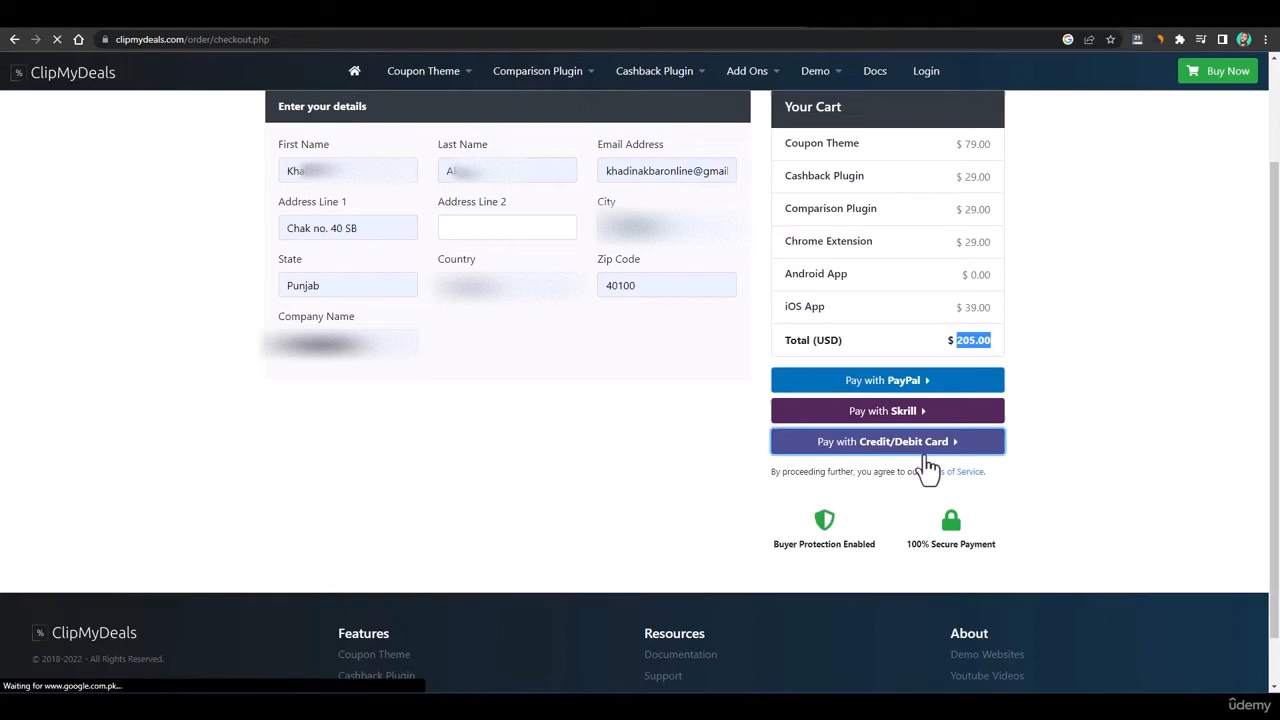 clipmydeals.com/order/checkout.php
% ClipMyDeals
Coupon Theme
Comparison Plugin
Cashback Plugin
Add Ons
Demo
Docs
Login
Buy Now
Enter your details
First Name
Last Name
Email Address
Kha
khadinakbaronline@gmail
Address Line 1
Address Line 2
City
Chak no. 40 SB
State
Country
Zip Code
Punjab
40100
Company Name
Your Cart
Coupon Theme $ 79.00
Cashback Plugin $ 29.00
Comparison Plugin $ 29.00
Chrome Extension $ 29.00
Android App $ 0.00
iOS App $ 39.00
Total (USD) $ 205.00
Pay with PayPal
Pay with Skrill
Pay with Credit/Debit Card
By proceeding further, you agree to of Service.
Buyer Protection Enabled
100% Secure Payment
% ClipMyDeals
© 2018-2022 - All Rights Reserved.
Features
Coupon Theme
Cashback Plugin
Resources
Documentation
Support
About
Demo Websites
Youtube Videos
Waiting for www.google.com.pk...
udemy